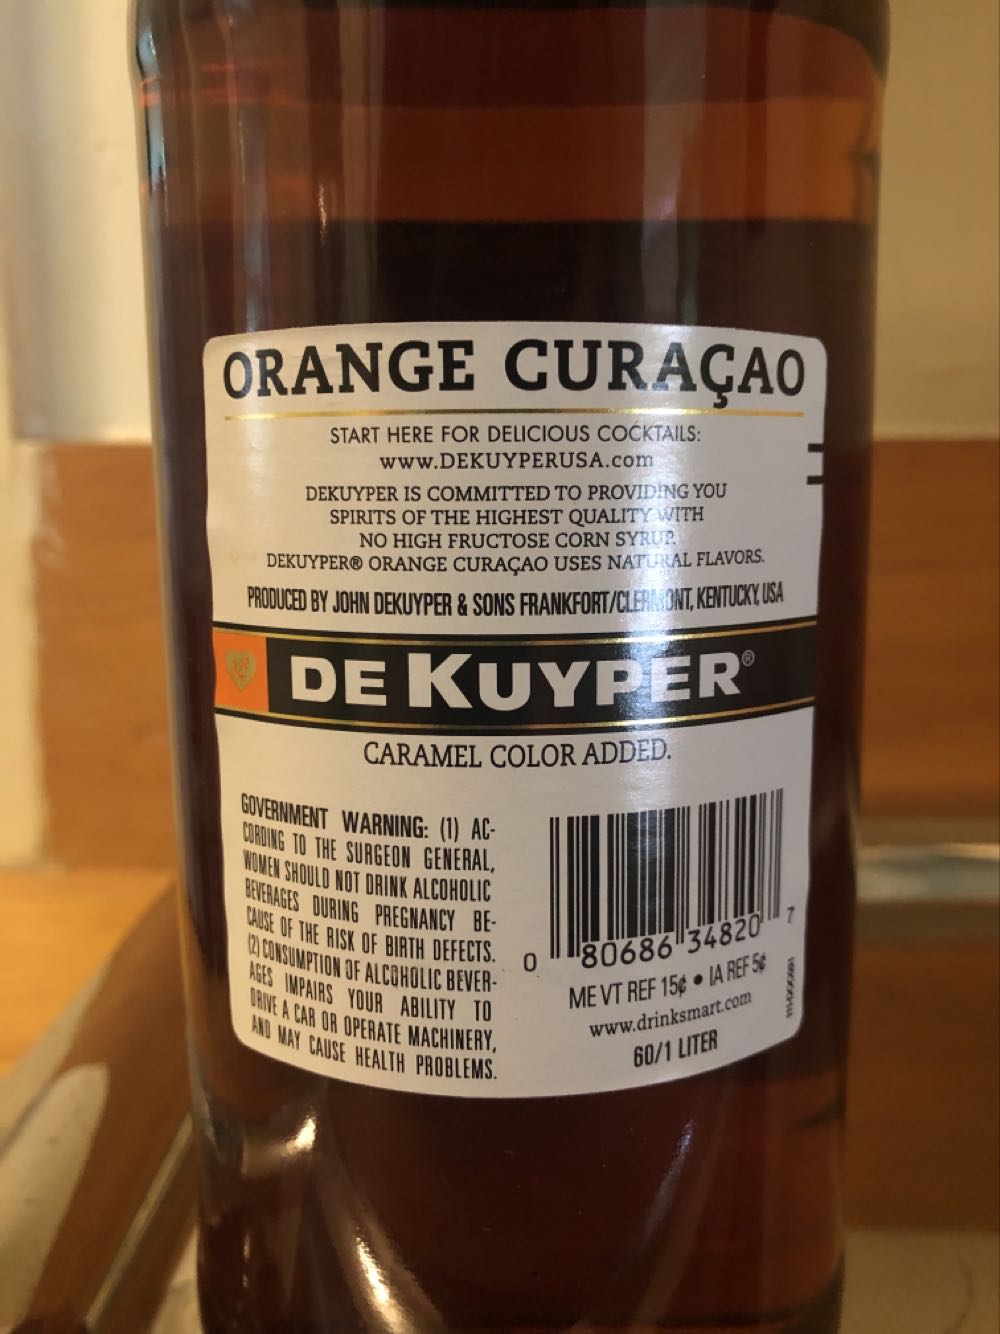 ORANGE CURAÇAO
START HERE FOR DELICIOUS COCKTAILS:
www.DEKUYPERUSA.com
DEKUYPER IS COMMITTED TO PROVIDING YOU
SPIRITS OF THE HIGHEST QUALITY WITH
NO HIGH FRUCTOSE CORN SYRUP.
DEKUYPER® ORANGE CURAÇAO USES NATURAL FLAVORS.
PRODUCED BY JOHN DEKUYPER & SONS FRANKFORT/CLERMONT, KENTUCKY, USA
DE KUYPER®
CARAMEL COLOR ADDED.
GOVERNMENT WARNING: (1) AC-
CORDING TO THE SURGEON GENERAL,
WOMEN SHOULD NOT DRINK ALCOHOLIC
BEVERAGES DURING PREGNANCY BE-
CAUSE OF THE RISK OF BIRTH DEFECTS.
(2) CONSUMPTION OF ALCOHOLIC BEVER-
AGES IMPAIRS YOUR ABILITY TO
DRIVE A CAR OR OPERATE MACHINERY,
AND MAY CAUSE HEALTH PROBLEMS.
0 80686 34820 7
ME VT REF 15¢ • IA REF 5¢
www.drinksmart.com
60/1 LITER